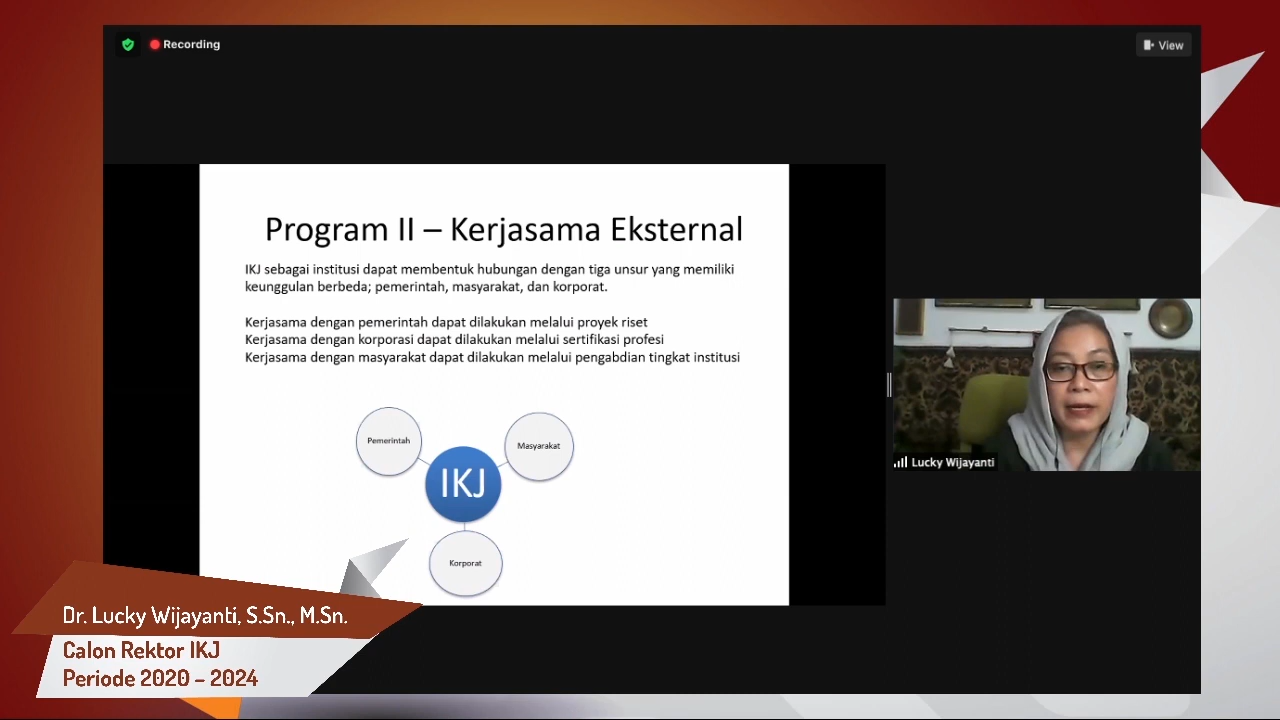 Recording
View
Program II – Kerjasama Eksternal
IKJ sebagai institusi dapat membentuk hubungan dengan tiga unsur yang memiliki
keunggulan berbeda; pemerintah, masyarakat, dan korporat.
Kerjasama dengan pemerintah dapat dilakukan melalui proyek riset
Kerjasama dengan korporasi dapat dilakukan melalui sertifikasi profesi
Kerjasama dengan masyarakat dapat dilakukan melalui pengabdian tingkat institusi
Pemerintah
Masyarakat
IKJ
Korporat
Lucky Wijayanti
Dr. Lucky Wijayanti, S.Sn., M.Sn.
Calon Rektor IKJ
Periode 2020 – 2024